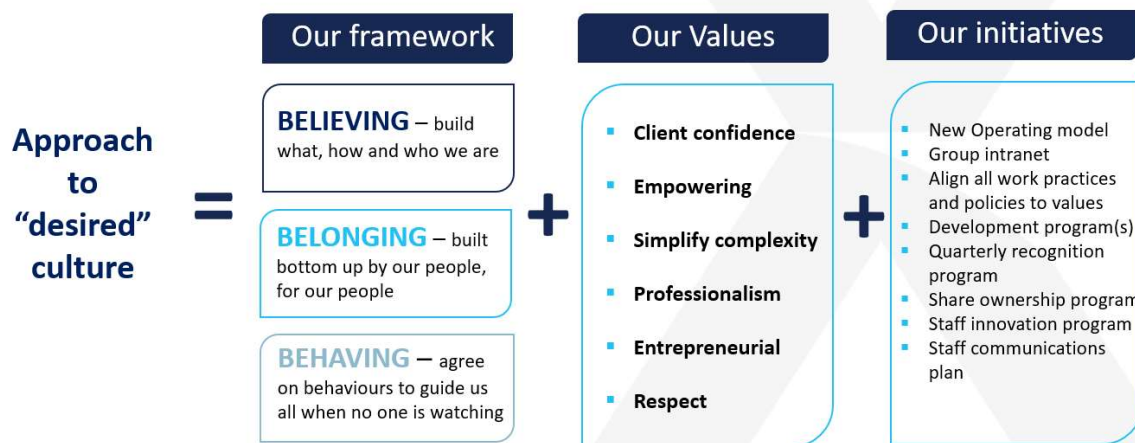 Approach
to
“desired”
culture
=
Our framework
BELIEVING – build
what, how and who we are
BELONGING – built
bottom up by our people,
for our people
BEHAVING – agree
on behaviours to guide us
all when no one is watching
+
Our Values
▪ Client confidence
▪ Empowering
▪ Simplify complexity
▪ Professionalism
▪ Entrepreneurial
▪ Respect
+
Our initiatives
▪ New Operating model
▪ Group intranet
▪ Align all work practices
and policies to values
▪ Development program(s)
▪ Quarterly recognition
program
▪ Share ownership program
▪ Staff innovation program
▪ Staff communications
plan